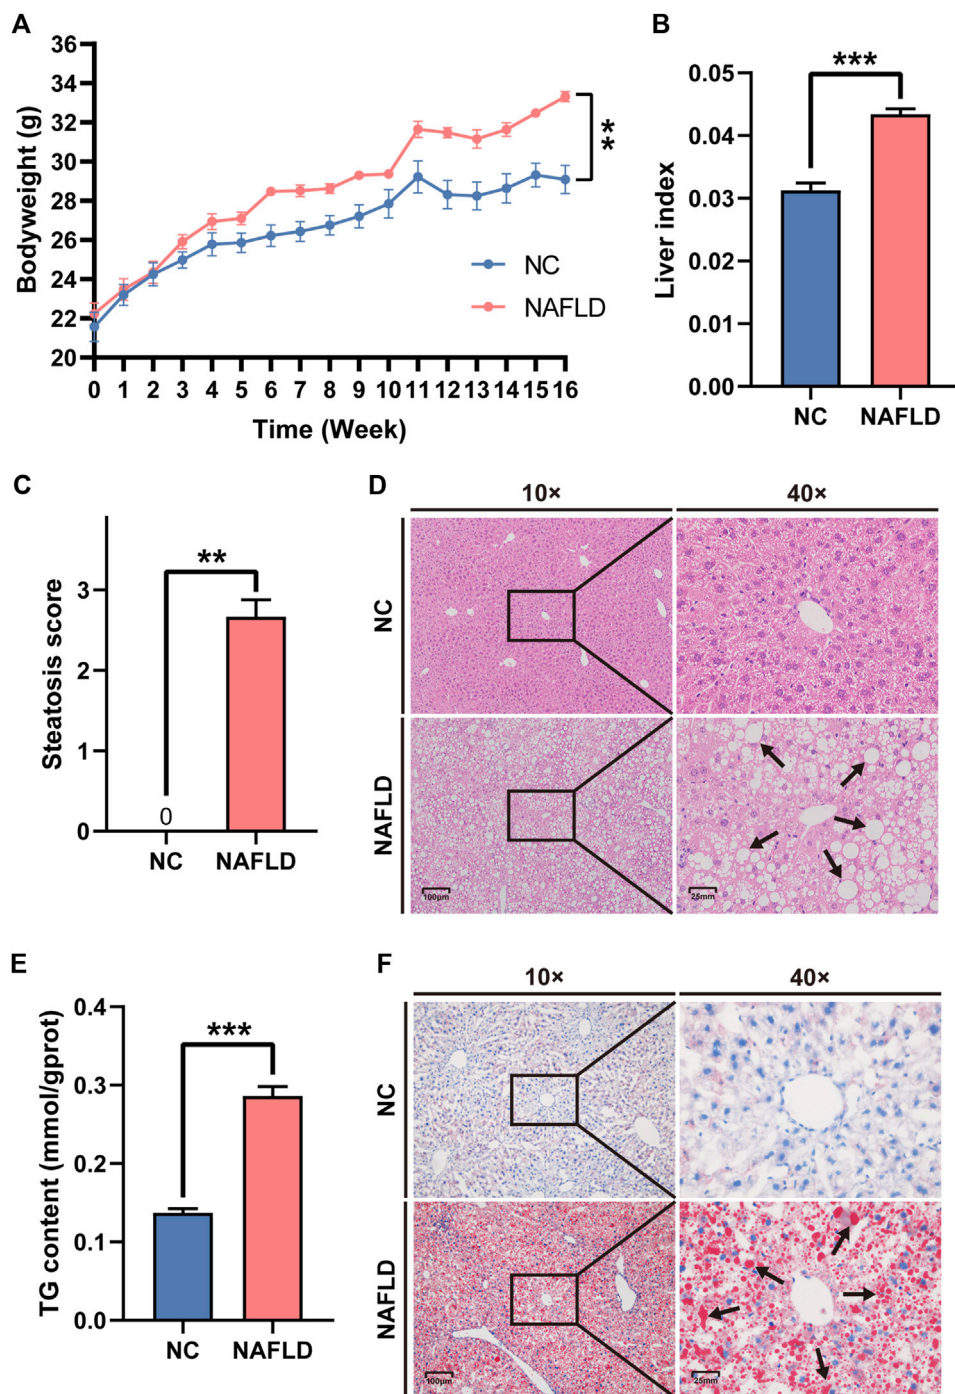 A
Bodyweight (g)
36
34
32
30
28
26
24
22
20
0 1 2 3 4 5 6 7 8 9 10 11 12 13 14 15 16
Time (Week)
NC
NAFLD
**
B
Liver index
***
0.05
0.04
0.03
0.02
0.01
0.00
NC NAFLD
C
Steatosis score
**
3
2
1
0
0
NC NAFLD
D
10× 40×
NC
NAFLD
100μm
25mm
E
TG content (mmol/gprot)
***
0.4
0.3
0.2
0.1
0.0
NC NAFLD
F
10× 40×
NC
NAFLD
100μm
25mm